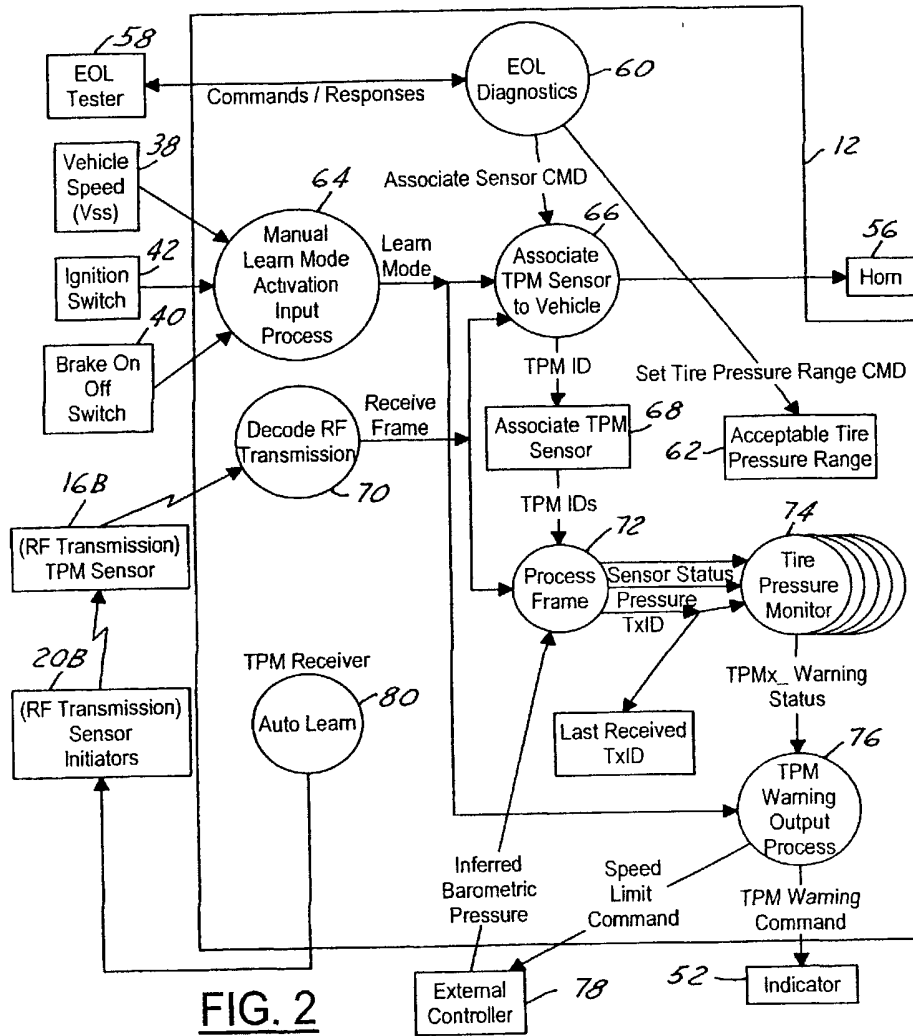 58
EOL
Tester
Commands / Responses
EOL
Diagnostics
60
12
38
Vehicle
Speed
(Vss)
64
Associate Sensor CMD
66
56
42
Ignition
Switch
Manual
Learn Mode
Activation
Input
Process
Learn
Mode
Associate
TPM Sensor
to Vehicle
Horn
40
Brake On
Off
Switch
TPM ID
Set Tire Pressure Range CMD
Receive
Frame
Decode RF
Transmission
70
Associate TPM
Sensor
68
62
Acceptable Tire
Pressure Range
16B
(RF Transmission)
TPM Sensor
TPM IDs
72
Process
Frame
Sensor Status
Pressure
TxID
74
Tire
Pressure
Monitor
20B
(RF Transmission)
Sensor
Initiators
TPM Receiver
Auto Learn
80
Last Received
TxID
TPMx_ Warning
Status
76
TPM
Warning
Output
Process
Inferred
Barometric
Pressure
Speed
Limit
Command
TPM Warning
Command
External
Controller
78
52
Indicator
FIG. 2